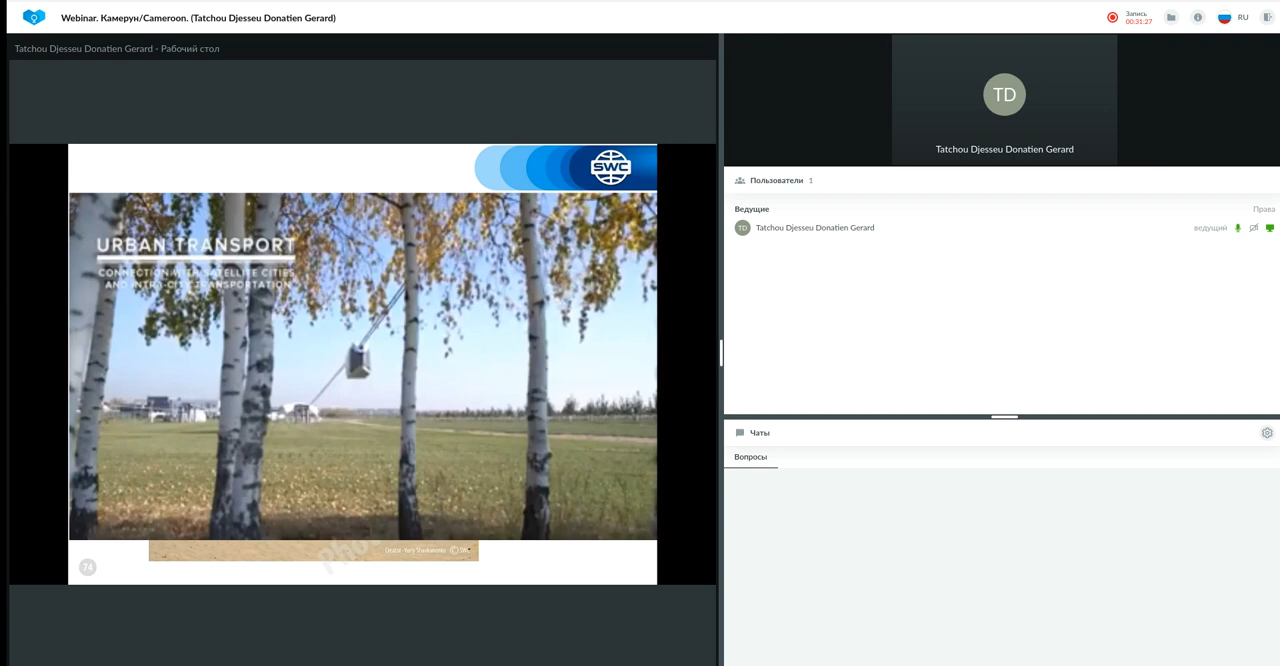 Webinar. Камерун/Cameroon. (Tatchou Djesseu Donatien Gerard)
Запись
00:31:27
RU
Tatchou Djesseu Donatien Gerard - Рабочий стол
TD
Tatchou Djesseu Donatien Gerard
SWC
URBAN TRANSPORT
CONNECTION WITH SATELLITE CITIES
AND INTRA-CITY TRANSPORTATION
74
Пользователи 1
Ведущие
Права
TD
Tatchou Djesseu Donatien Gerard
ведущий
Чаты
Вопросы